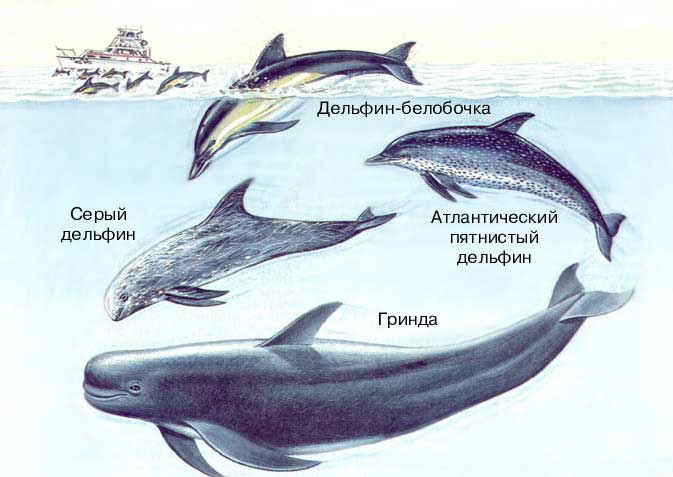 Дельфин-белобочка
Серый
дельфин
Атлантический
пятнистый
дельфин
Гринда